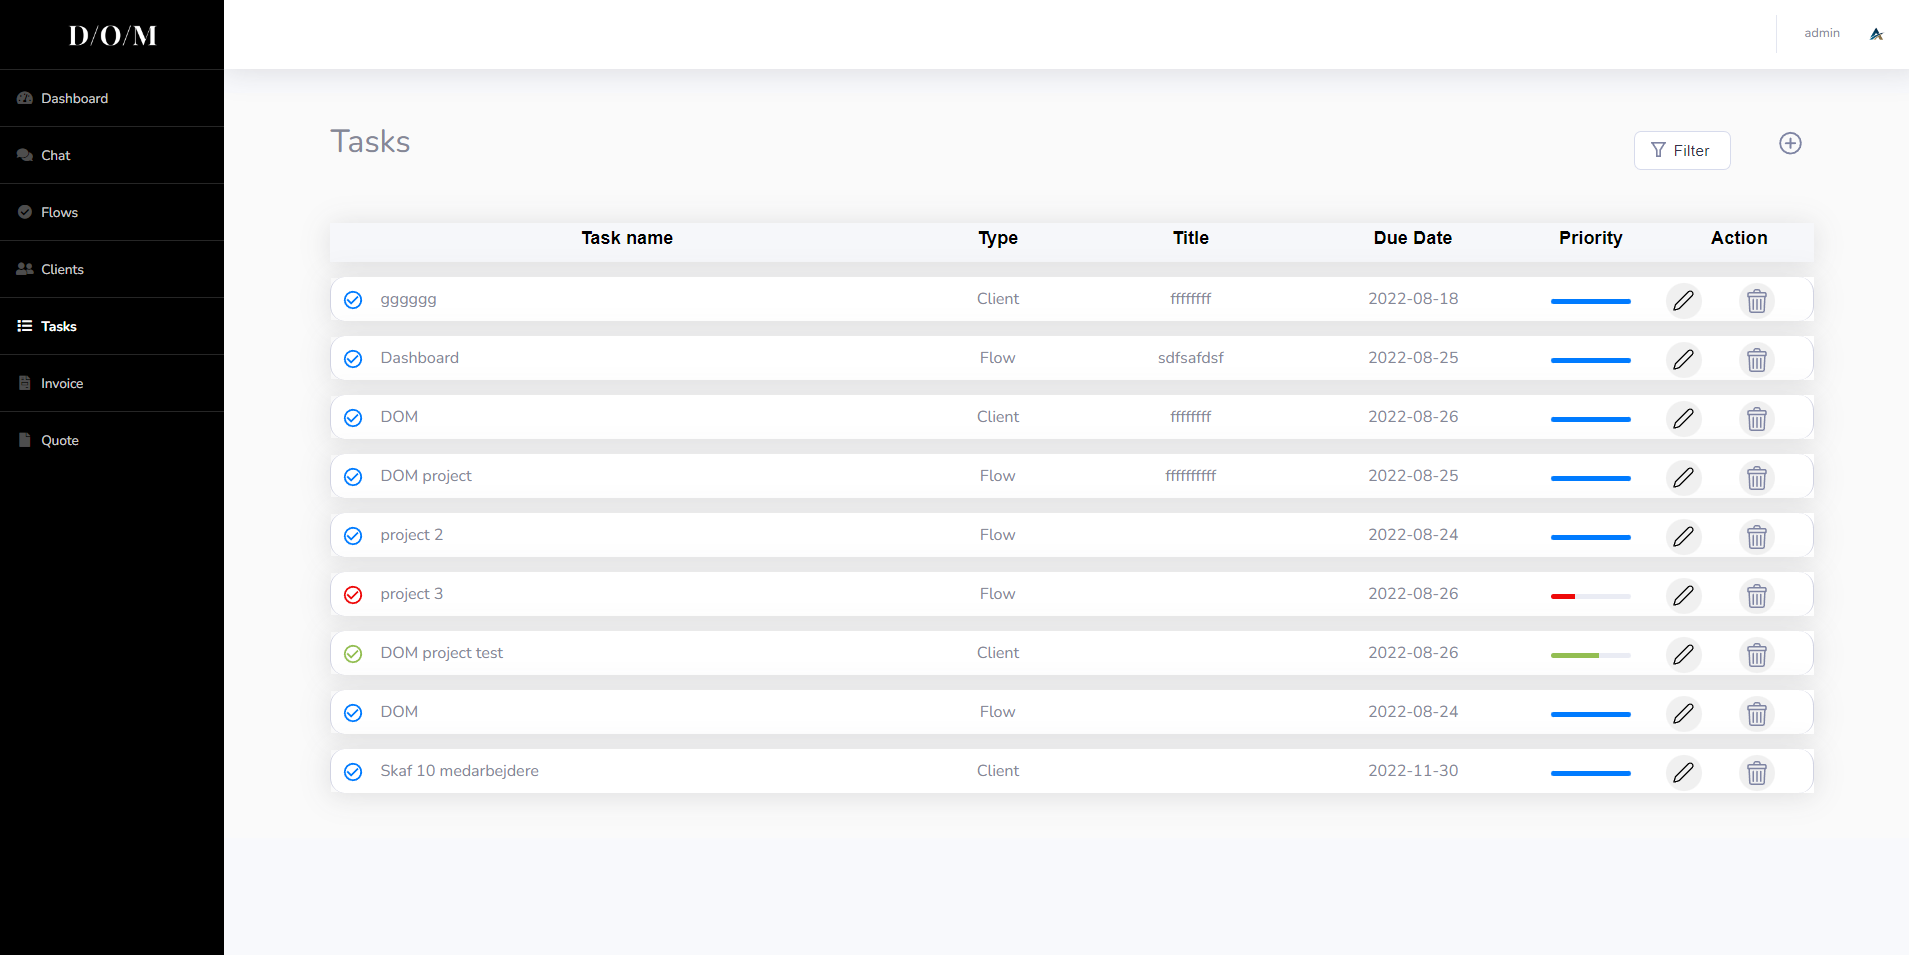 D/O/M
admin
Dashboard
Chat
Flows
Clients
Tasks
Invoice
Quote
Tasks
Filter
Task name Type Title Due Date Priority Action
gggggg Client ffffffff 2022-08-18
Dashboard Flow sdfsafdsf 2022-08-25
DOM Client ffffffff 2022-08-26
DOM project Flow ffffffffff 2022-08-25
project 2 Flow 2022-08-24
project 3 Flow 2022-08-26
DOM project test Client 2022-08-26
DOM Flow 2022-08-24
Skaf 10 medarbejdere Client 2022-11-30